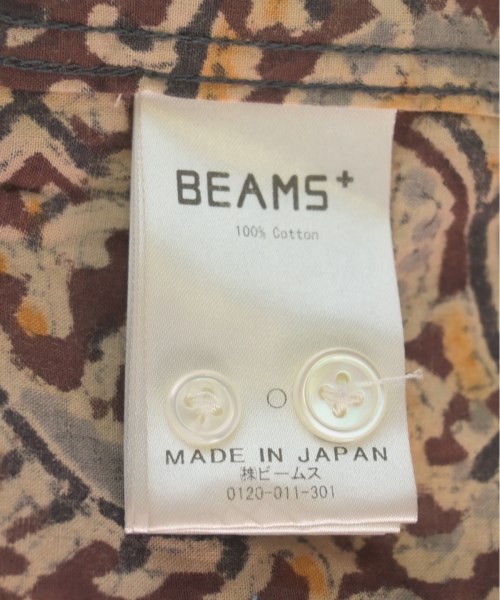 BEAMS+
100% Cotton
MADE IN JAPAN
㈱ビームス
0120-011-301